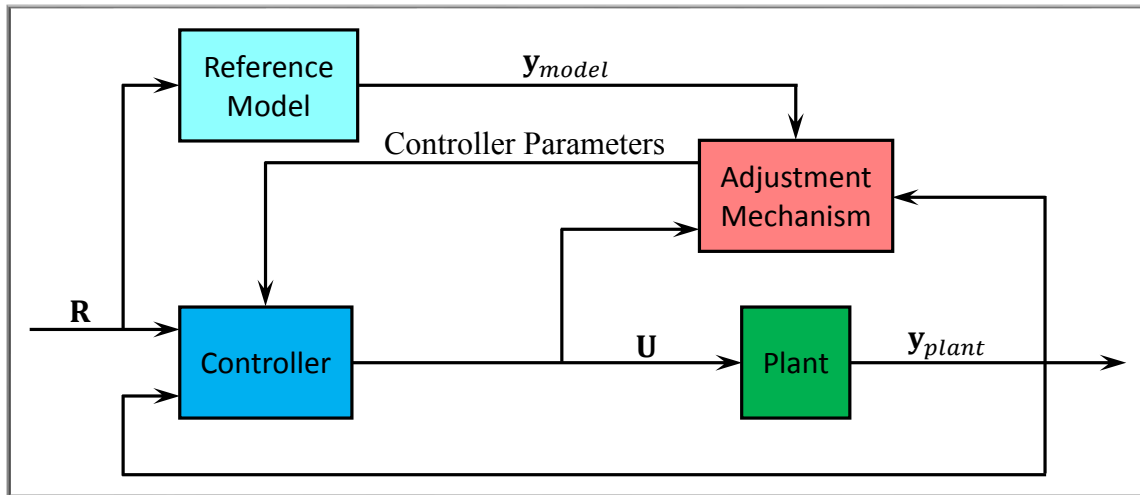 Reference
Model
y_model
Controller Parameters
Adjustment
Mechanism
R
Controller
U
Plant
y_plant